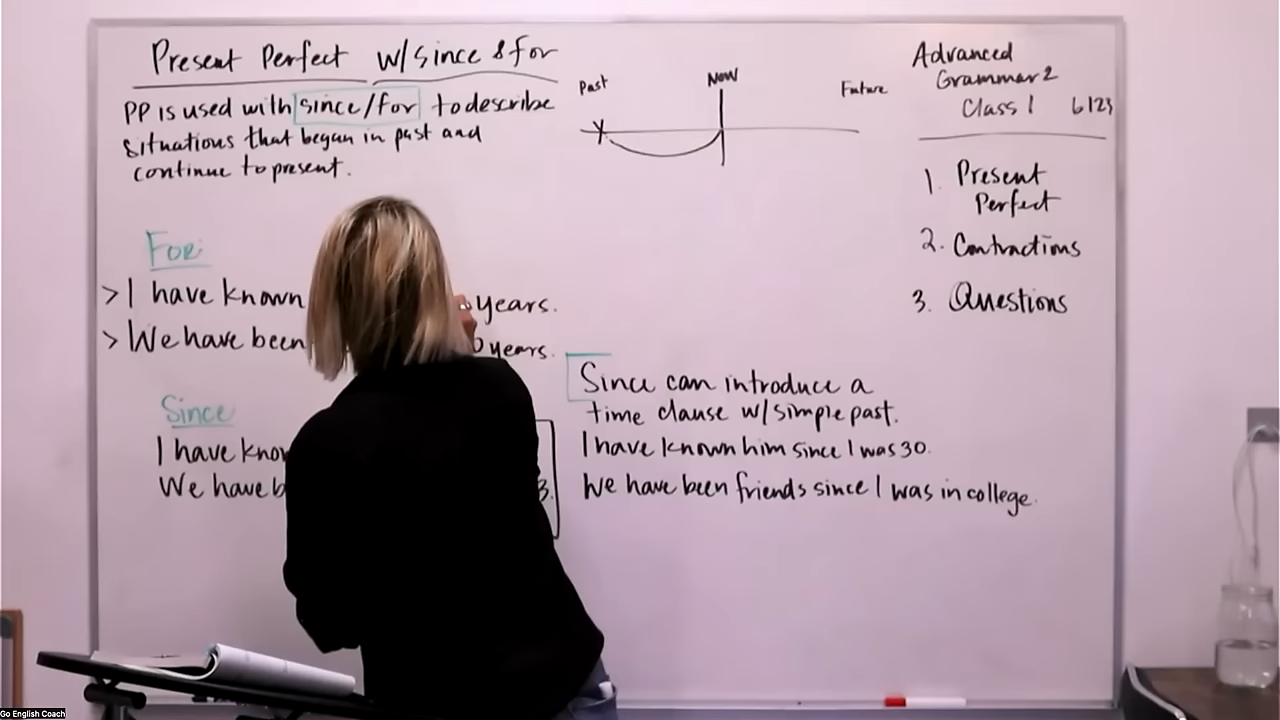 Present Perfect w/since & for
PP is used with since/for to describe
situations that began in past and
continue to present.
Past
Now
Future
For
> I have known
years.
> We have been
years.
Since
I have know
We have b
3.
Since can introduce a
time clause w/simple past.
I have known him since I was 30.
We have been friends since I was in college.
Advanced
Grammar 2
Class 1 6123
1. Present
Perfect
2. Contractions
3. Questions
Go English Coach